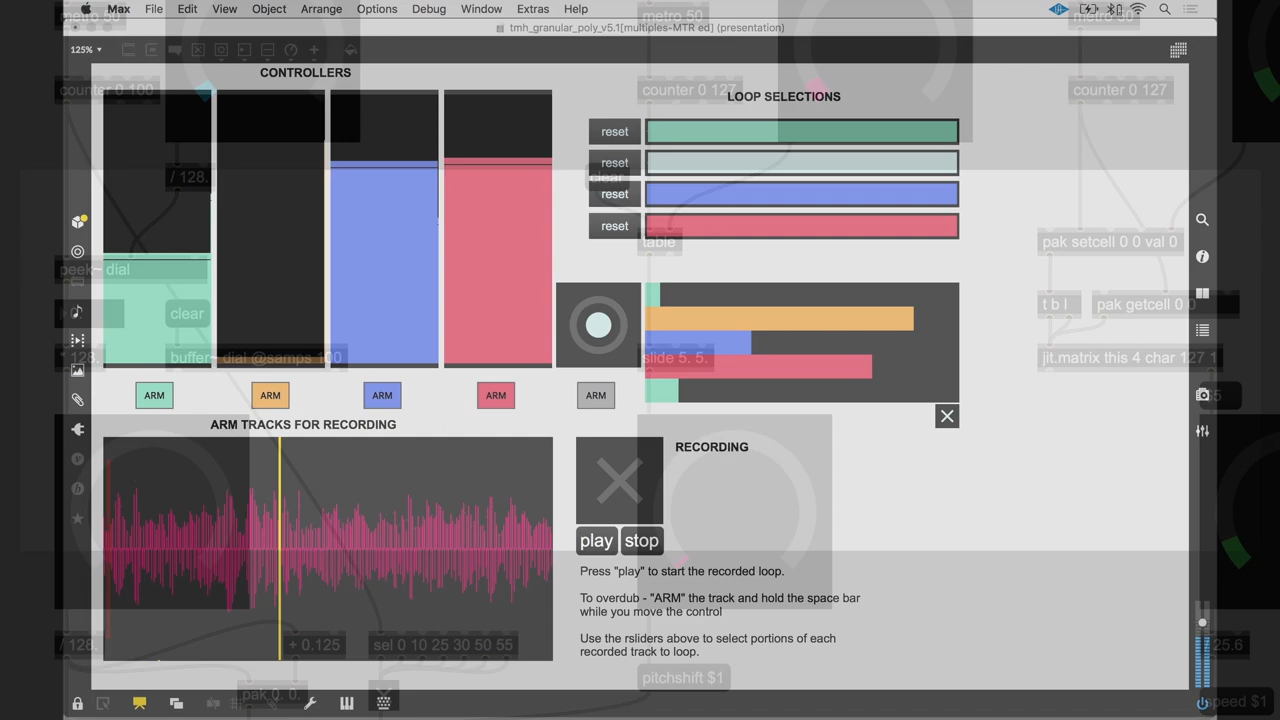 Max File Edit View Object Arrange Options Debug Window Extras Help
metro 50
metro 50
metro 30
tmh_granular_poly_v5.1[multiples-MTR ed] (presentation)
125%
CONTROLLERS
counter 0 100
counter 0 127
counter 0 127
LOOP SELECTIONS
reset
reset
/ 128.
clear
reset
reset
table
pak setcell 0 0 val 0
peek~ dial
clear
t b l
pak getcell 0 0
* 128.
buffer~ dial @samps 100
slide 5. 5.
jit.matrix this 4 char 127 1
ARM
ARM
ARM
ARM
ARM
ARM TRACKS FOR RECORDING
RECORDING
play
stop
Press "play" to start the recorded loop.
To overdub - "ARM" the track and hold the space bar
while you move the control
Use the rsliders above to select portions of each
recorded track to loop.
/ 128.
+ 0.125
sel 0 10 25 30 50 55
25.6
pitchshift $1
pak 0. 0.
speed $1